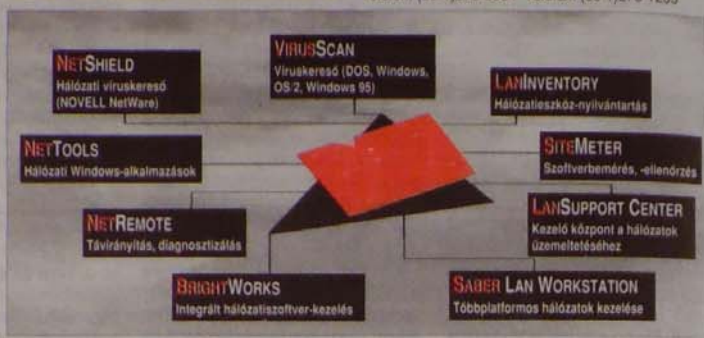 VIRUSSCAN
Víruskereső (DOS, Windows,
OS/2, Windows 95)
NETSHIELD
Hálózati víruskereső
(NOVELL NetWare)
LANINVENTORY
Hálózatieszköz-nyilvántartás
NETTOOLS
Hálózati Windows-alkalmazások
SITEMETER
Szoftverbemérés, -ellenőrzés
NETREMOTE
Távirányítás, diagnosztizálás
LANSUPPORT CENTER
Kezelő központ a hálózatok
üzemeltetéséhez
BRIGHTWORKS
Integrált hálózatiszoftver-kezelés
SABER LAN WORKSTATION
Többplatformos hálózatok kezelése